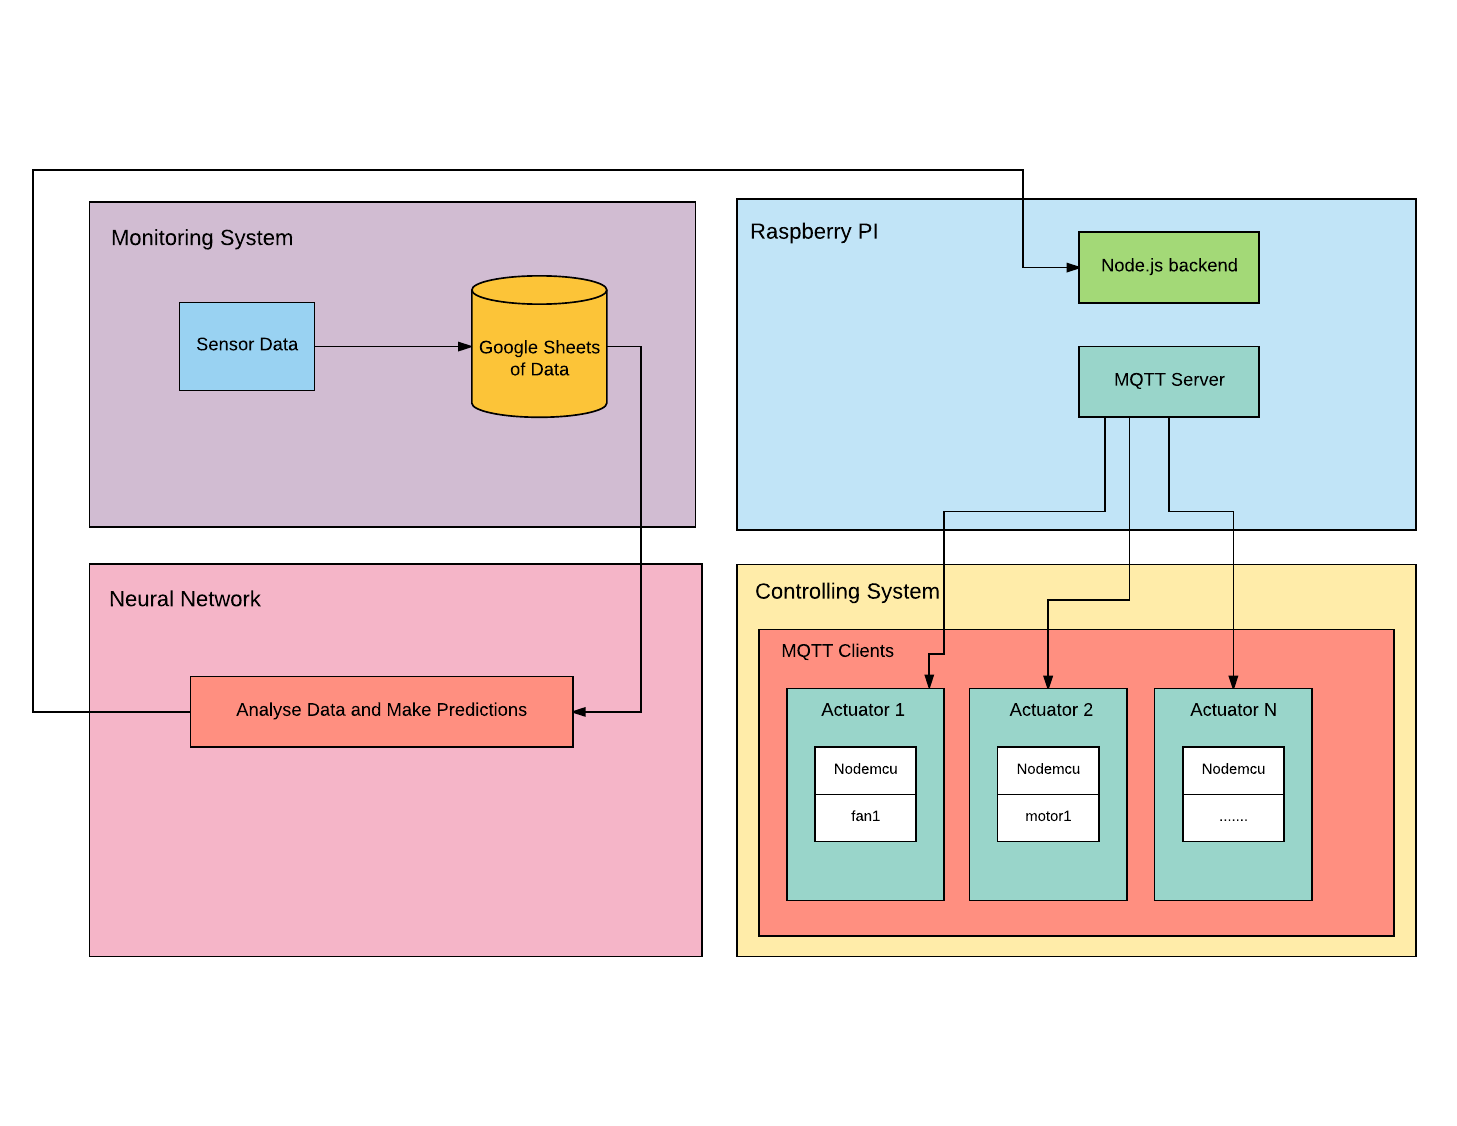 Monitoring System
Sensor Data
Google Sheets
of Data
Raspberry PI
Node.js backend
MQTT Server
Neural Network
Analyse Data and Make Predictions
Controlling System
MQTT Clients
Actuator 1
Nodemcu
fan1
Actuator 2
Nodemcu
motor1
Actuator N
Nodemcu
.......